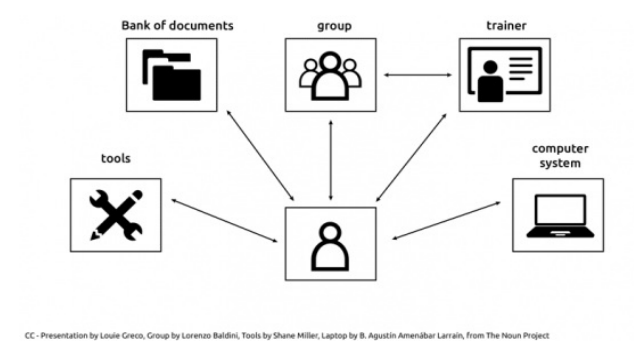 Bank of documents
group
trainer
tools
computer
system
CC - Presentation by Louie Greco, Group by Lorenzo Baldini, Tools by Shane Miller, Laptop by B. Agustín Amenábar Larraín, from The Noun Project